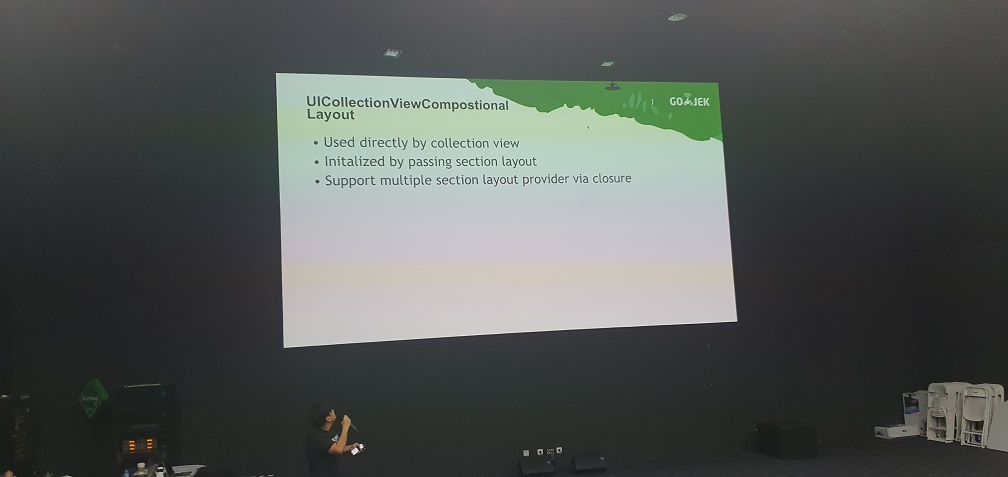 UICollectionViewCompostional
Layout
GOJEK
• Used directly by collection view
• Initalized by passing section layout
• Support multiple section layout provider via closure